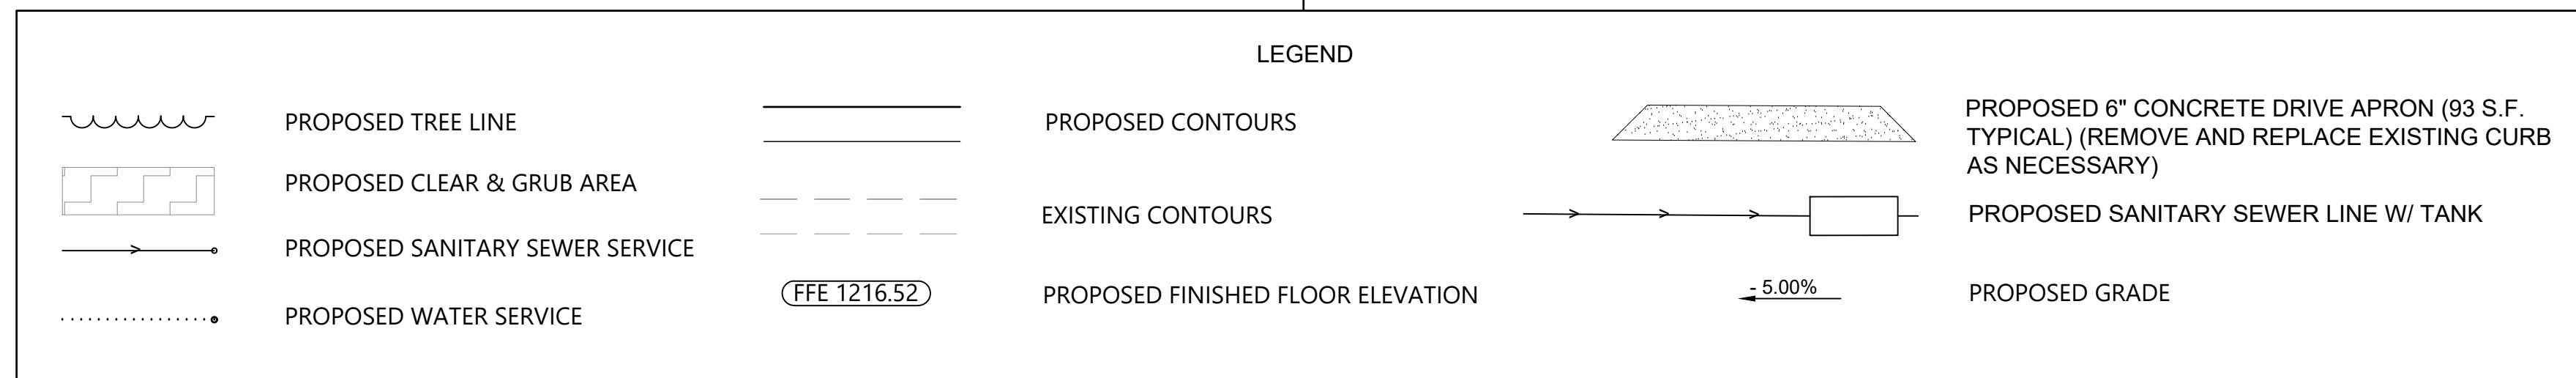 LEGEND
PROPOSED TREE LINE
PROPOSED CLEAR & GRUB AREA
PROPOSED SANITARY SEWER SERVICE
PROPOSED WATER SERVICE
PROPOSED CONTOURS
EXISTING CONTOURS
FFE 1216.52
PROPOSED FINISHED FLOOR ELEVATION
PROPOSED 6" CONCRETE DRIVE APRON (93 S.F.
TYPICAL) (REMOVE AND REPLACE EXISTING CURB
AS NECESSARY)
PROPOSED SANITARY SEWER LINE W/ TANK
- 5.00%
PROPOSED GRADE